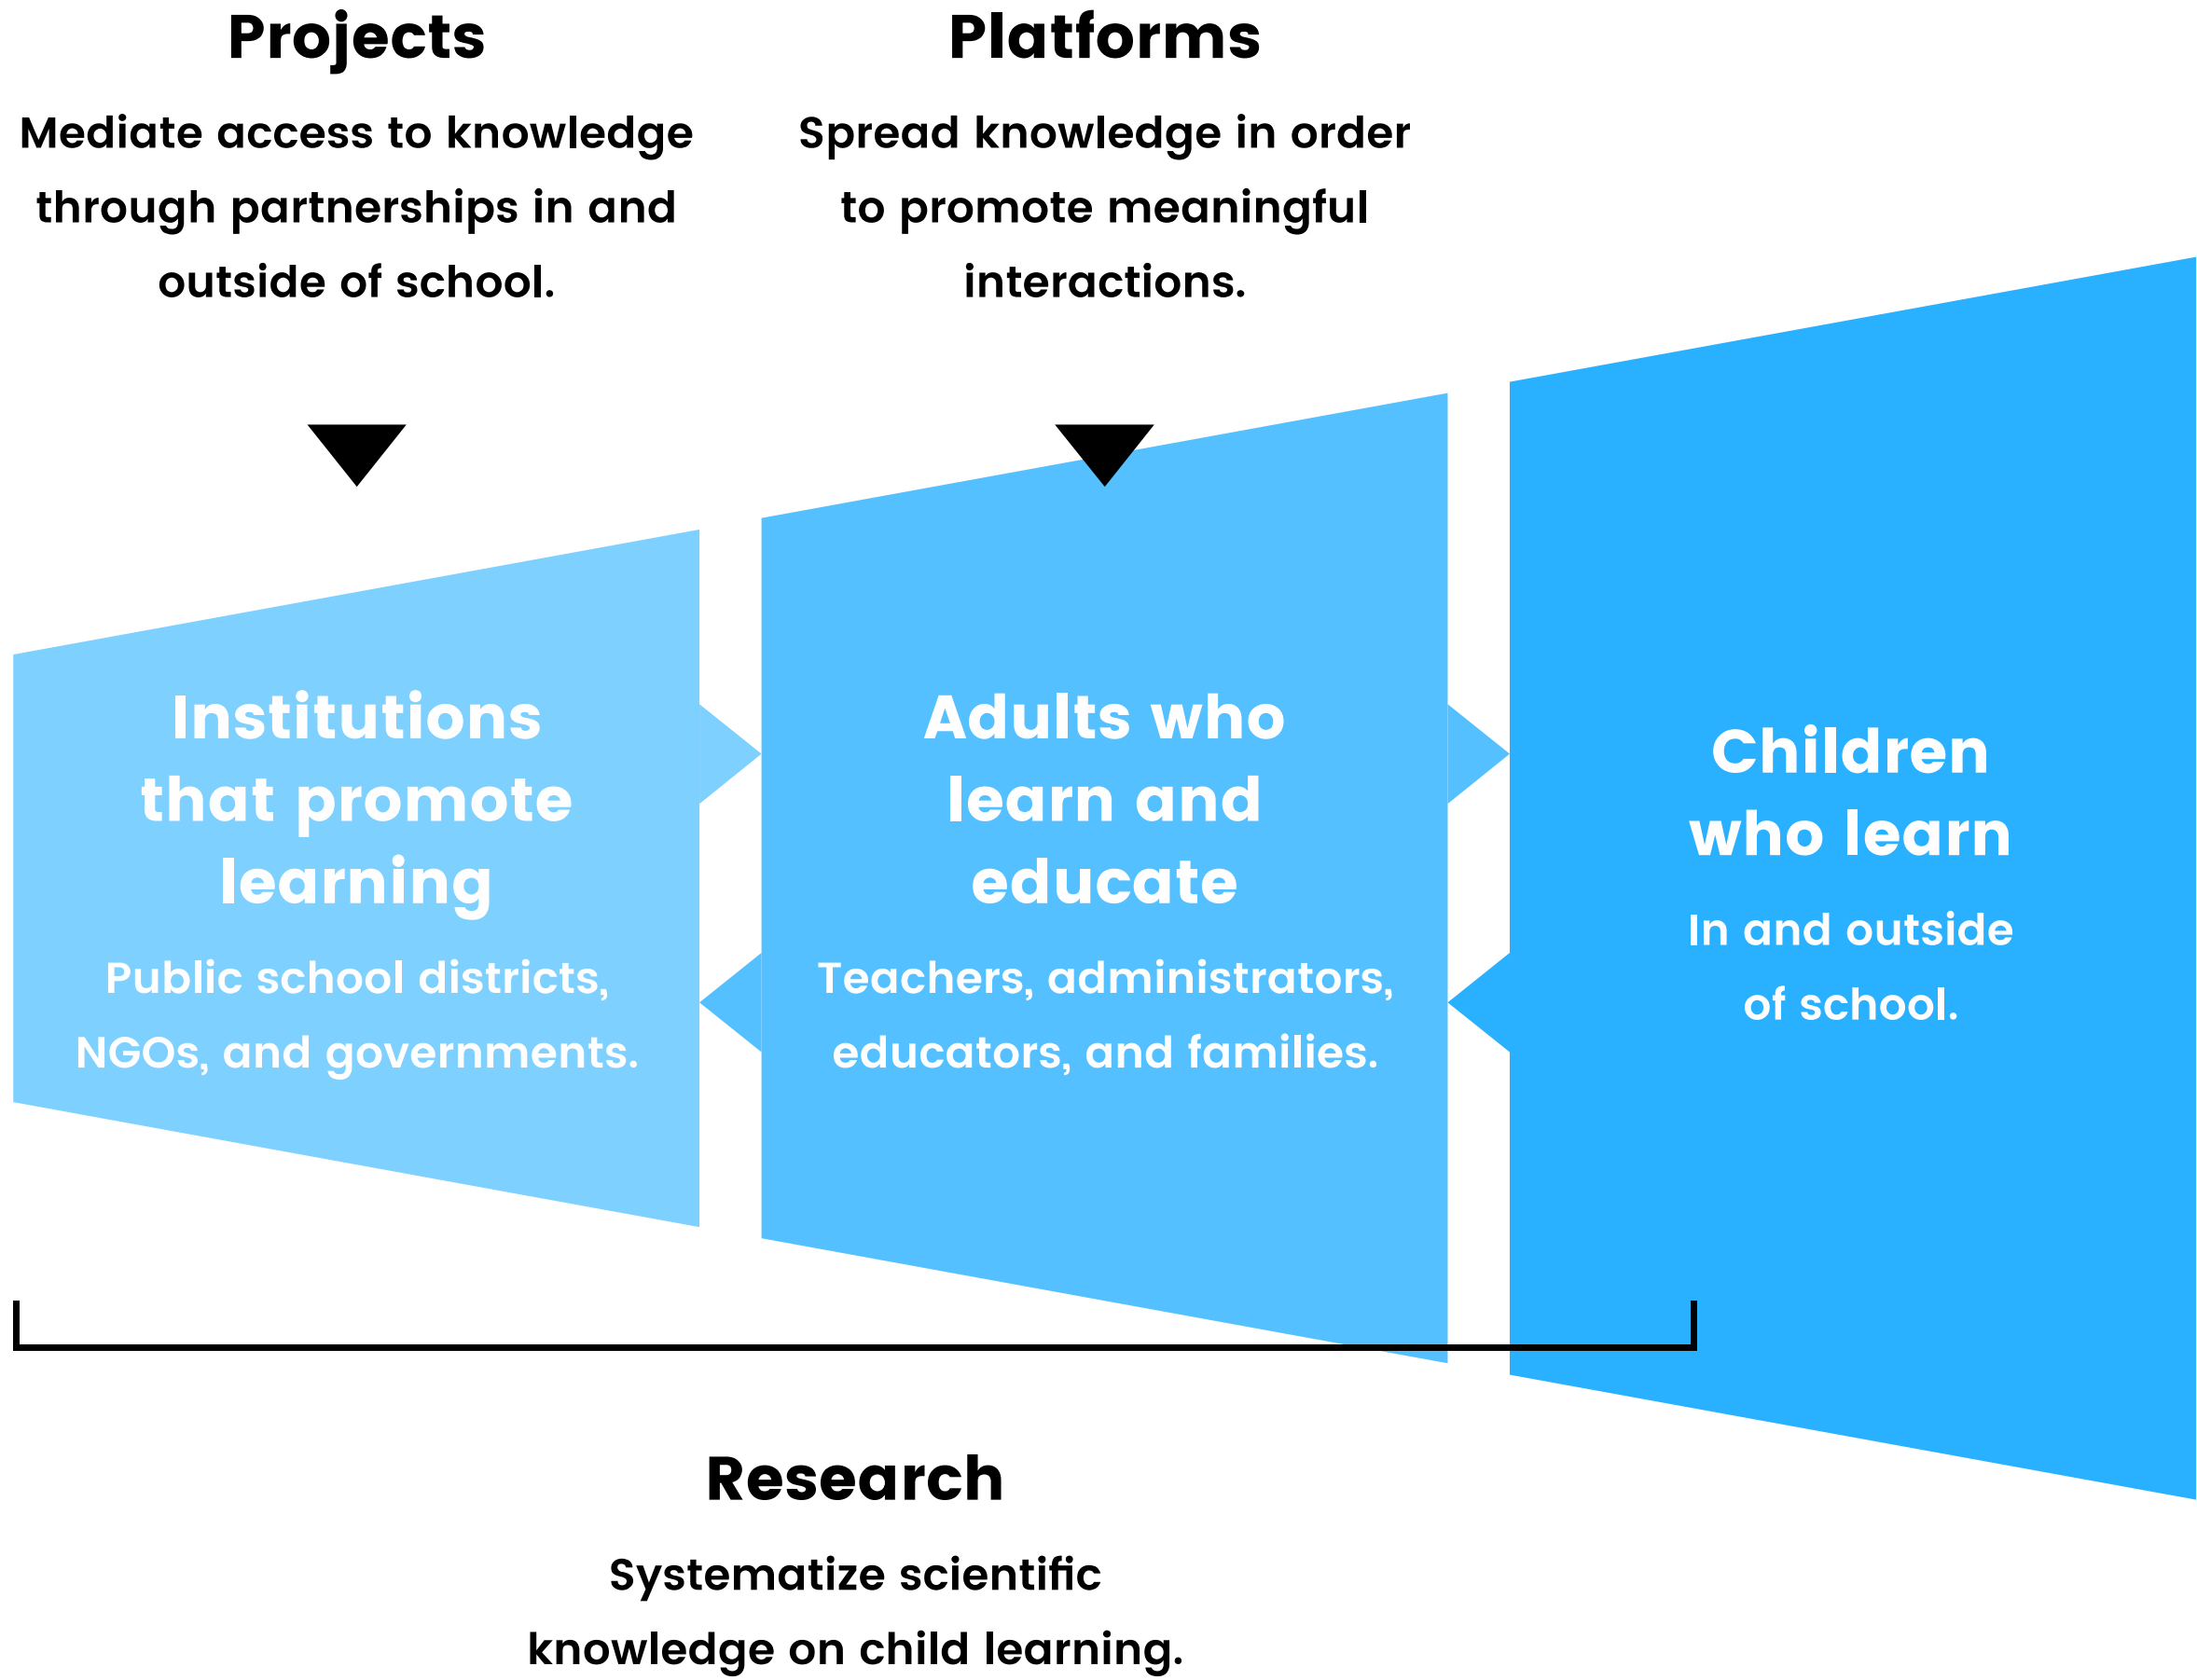 Projects
Mediate access to knowledge
through partnerships in and
outside of school.
Platforms
Spread knowledge in order
to promote meaningful
interactions.
Institutions
that promote
learning
Public school districts,
NGOs, and governments.
Adults who
learn and
educate
Teachers, administrators,
educators, and families.
Children
who learn
In and outside
of school.
Research
Systematize scientific
knowledge on child learning.